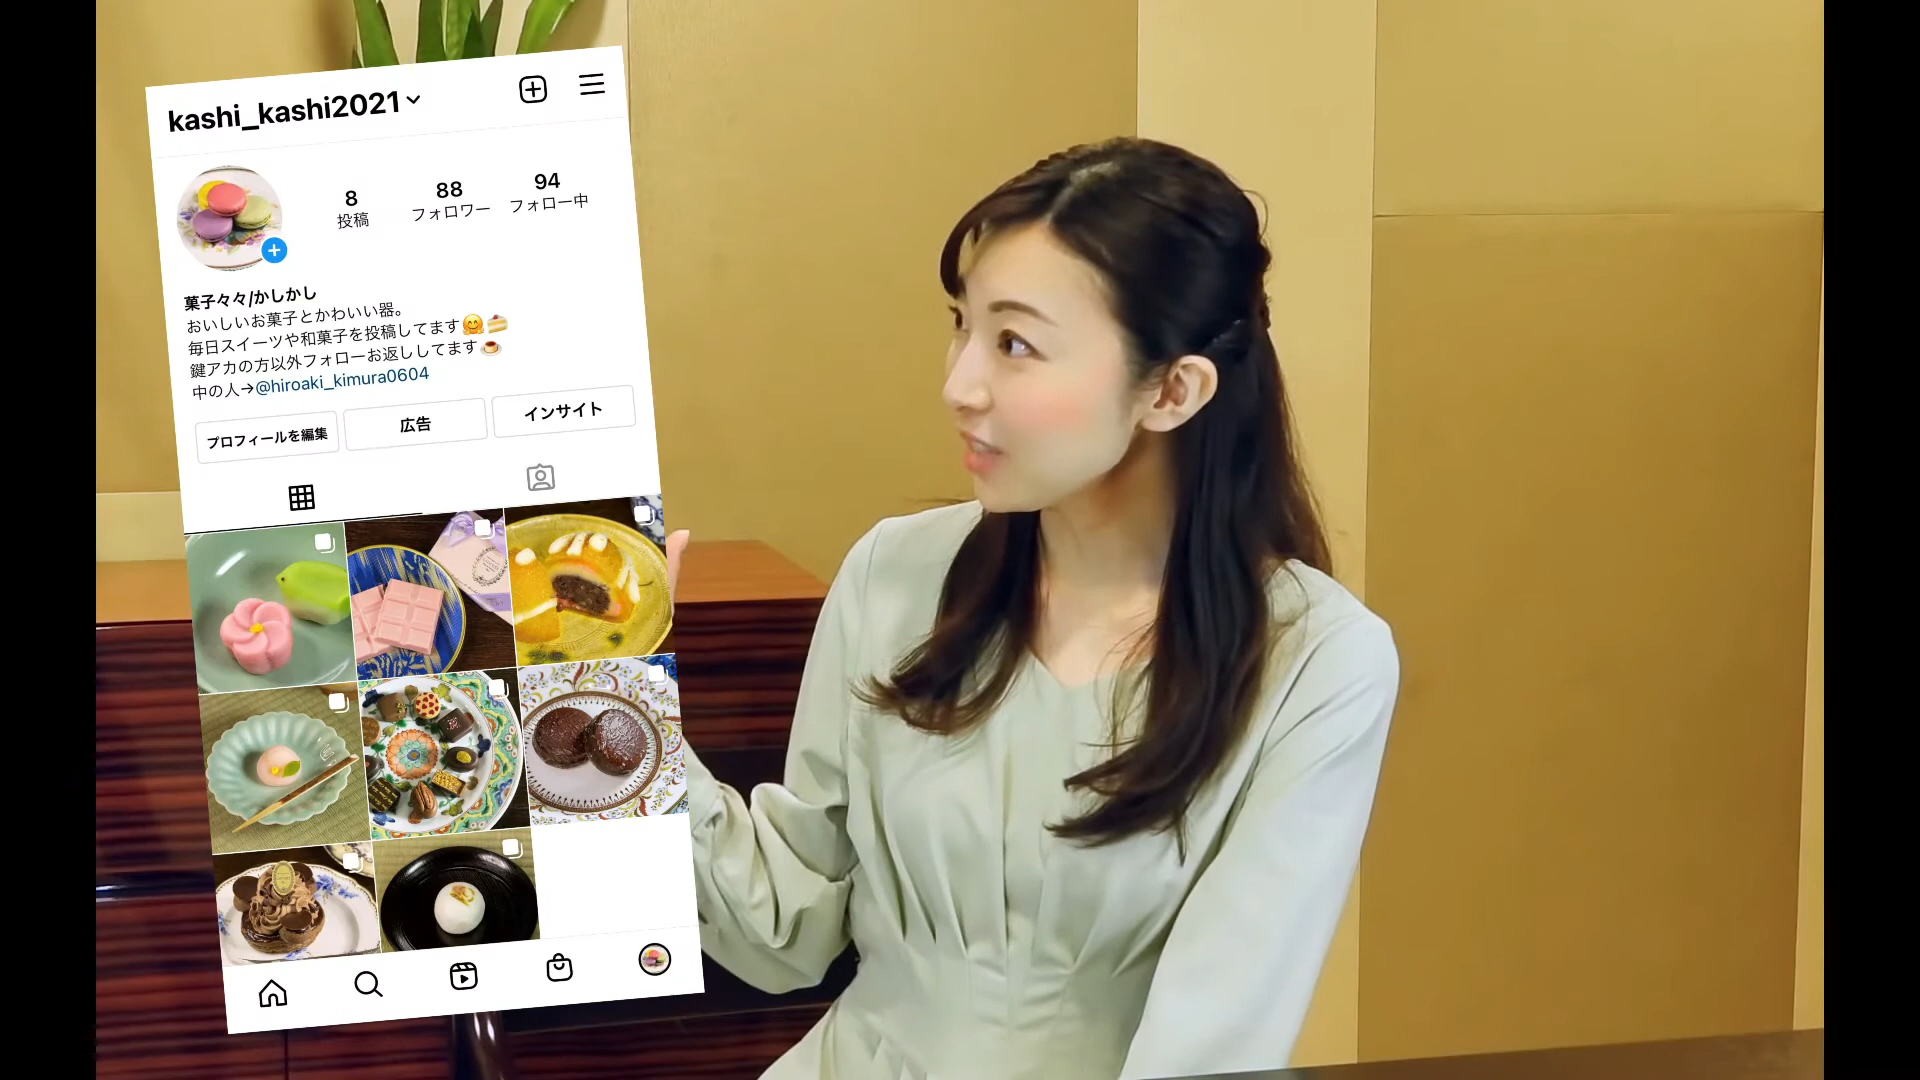 kashi_kashi2021
8
投稿
88
フォロワー
94
フォロー中
菓子々々/かしかし
おいしいお菓子とかわいい器。
毎日スイーツや和菓子を投稿してます🤗🍰
鍵アカの方以外フォローお返ししてます🍮
中の人→@hiroaki_kimura0604
プロフィールを編集
広告
インサイト